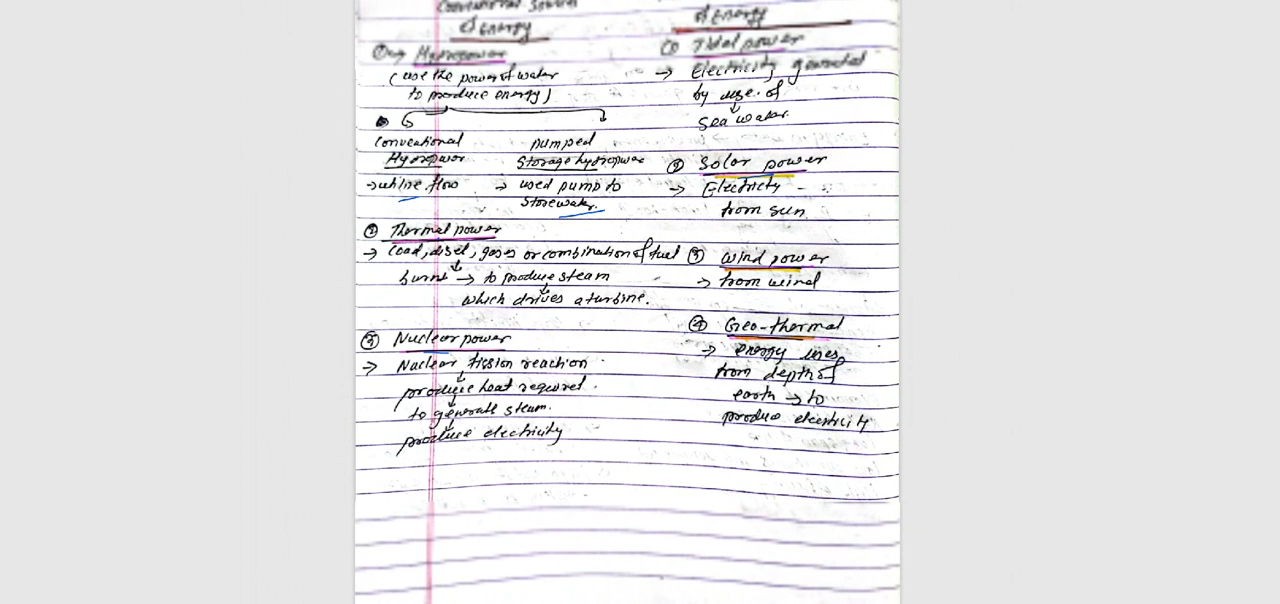 Conventional
of Energy
① → Hydropower
(use the power of water
to produce energy)
Conventional
Hydropower
→ flow
pumped
Storage hydropower
→ used pump to
Store water.
② Thermal power
→ Coad, disel, gases or combination of fuel
burnt → to produce steam
which drives a turbine.
③ Nuclear power
→ Nuclear fission reaction
produce heat required.
to generate steam.
produce electricity
of Energy
① Tidal power
→ Electricity generated
by use of
sea water.
② Solar power
→ Electricty
from sun
③ Wind power
→ from wind
④ Geo-thermal
→ energy uses
from depth of
earth → to
produce electricity